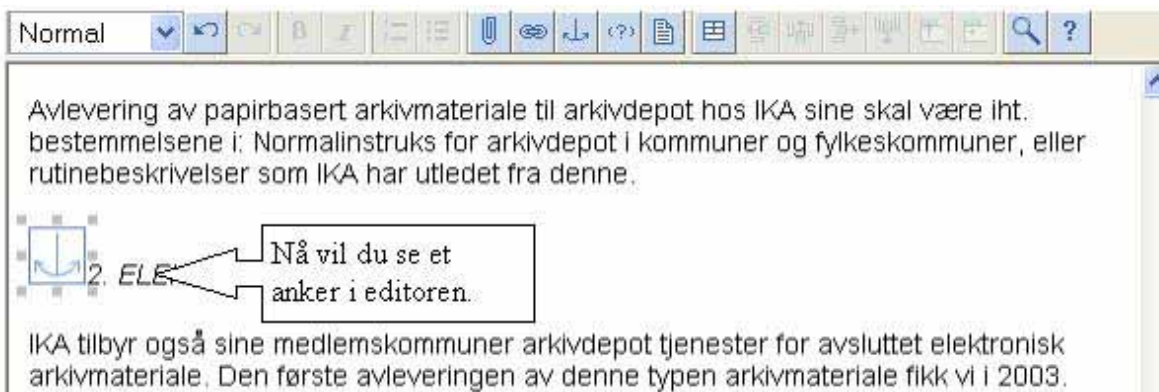 Normal
B I
?
Avlevering av papirbasert arkivmateriale til arkivdepot hos IKA sine skal være iht.
bestemmelsene i: Normalinstruks for arkivdepot i kommuner og fylkeskommuner, eller
rutinebeskrivelser som IKA har utledet fra denne.
2. ELE
Nå vil du se et
anker i editoren.
IKA tilbyr også sine medlemskommuner arkivdepot tjenester for avsluttet elektronisk
arkivmateriale. Den første avleveringen av denne typen arkivmateriale fikk vi i 2003.